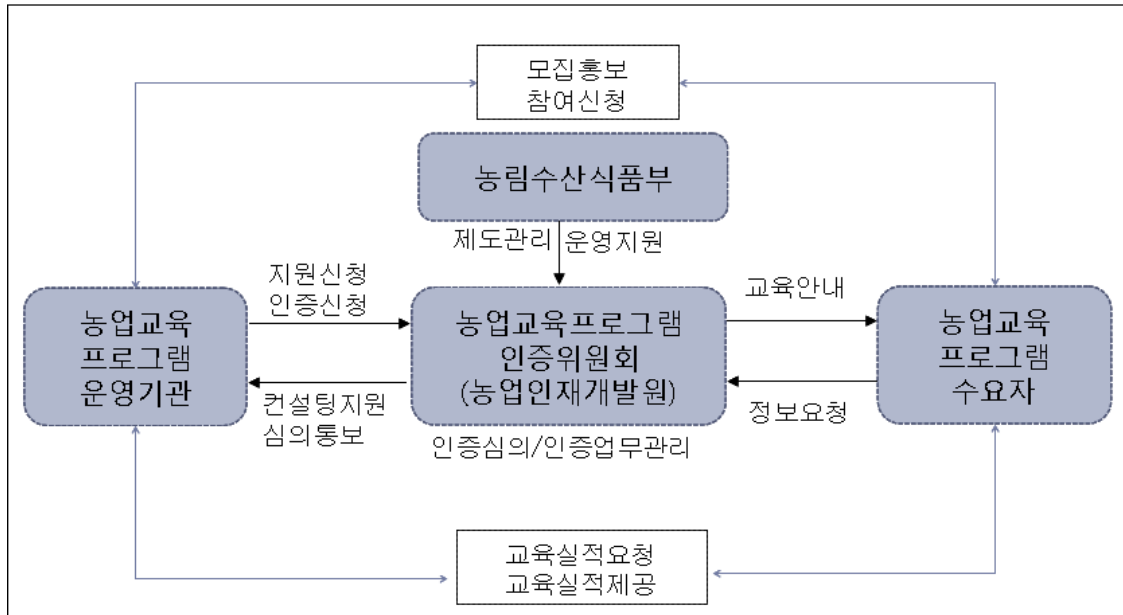 모집홍보
참여신청
농림수산식품부
제도관리 운영지원
지원신청
인증신청
교육안내
농업교육
프로그램
운영기관
농업교육프로그램
인증위원회
(농업인재개발원)
농업교육
프로그램
수요자
컨설팅지원
심의통보
정보요청
인증심의/인증업무관리
교육실적요청
교육실적제공